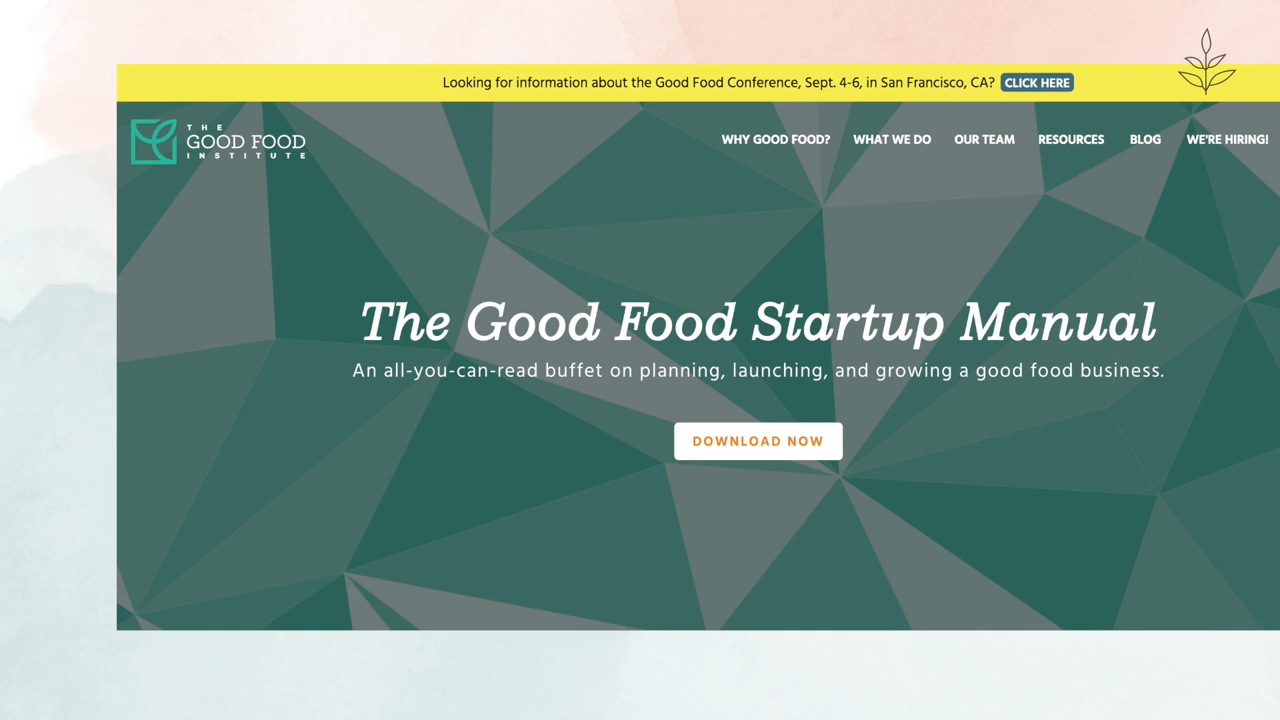 Looking for information about the Good Food Conference, Sept. 4-6, in San Francisco, CA? CLICK HERE
THE
GOOD FOOD
INSTITUTE
WHY GOOD FOOD? WHAT WE DO OUR TEAM RESOURCES BLOG WE'RE HIRING!
The Good Food Startup Manual
An all-you-can-read buffet on planning, launching, and growing a good food business.
DOWNLOAD NOW